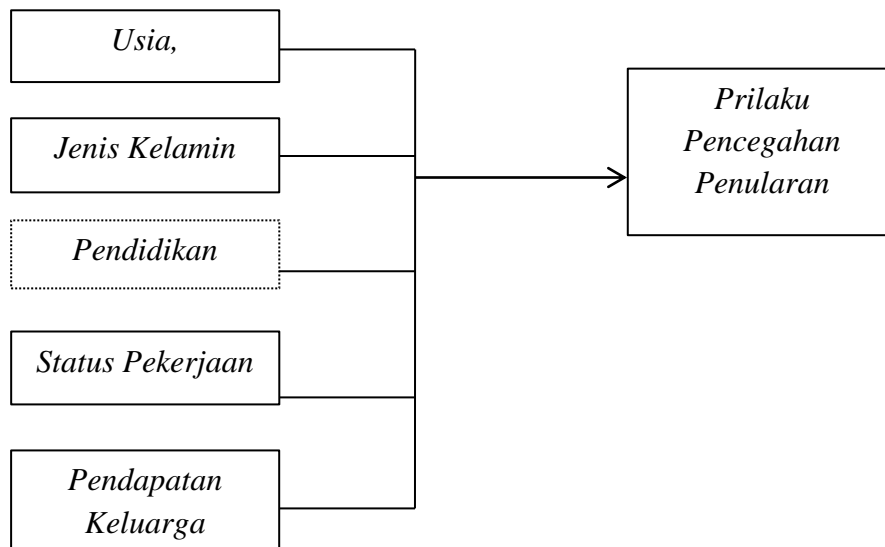 Usia,
Jenis Kelamin
Pendidikan
Status Pekerjaan
Pendapatan
Keluarga
Prilaku
Pencegahan
Penularan